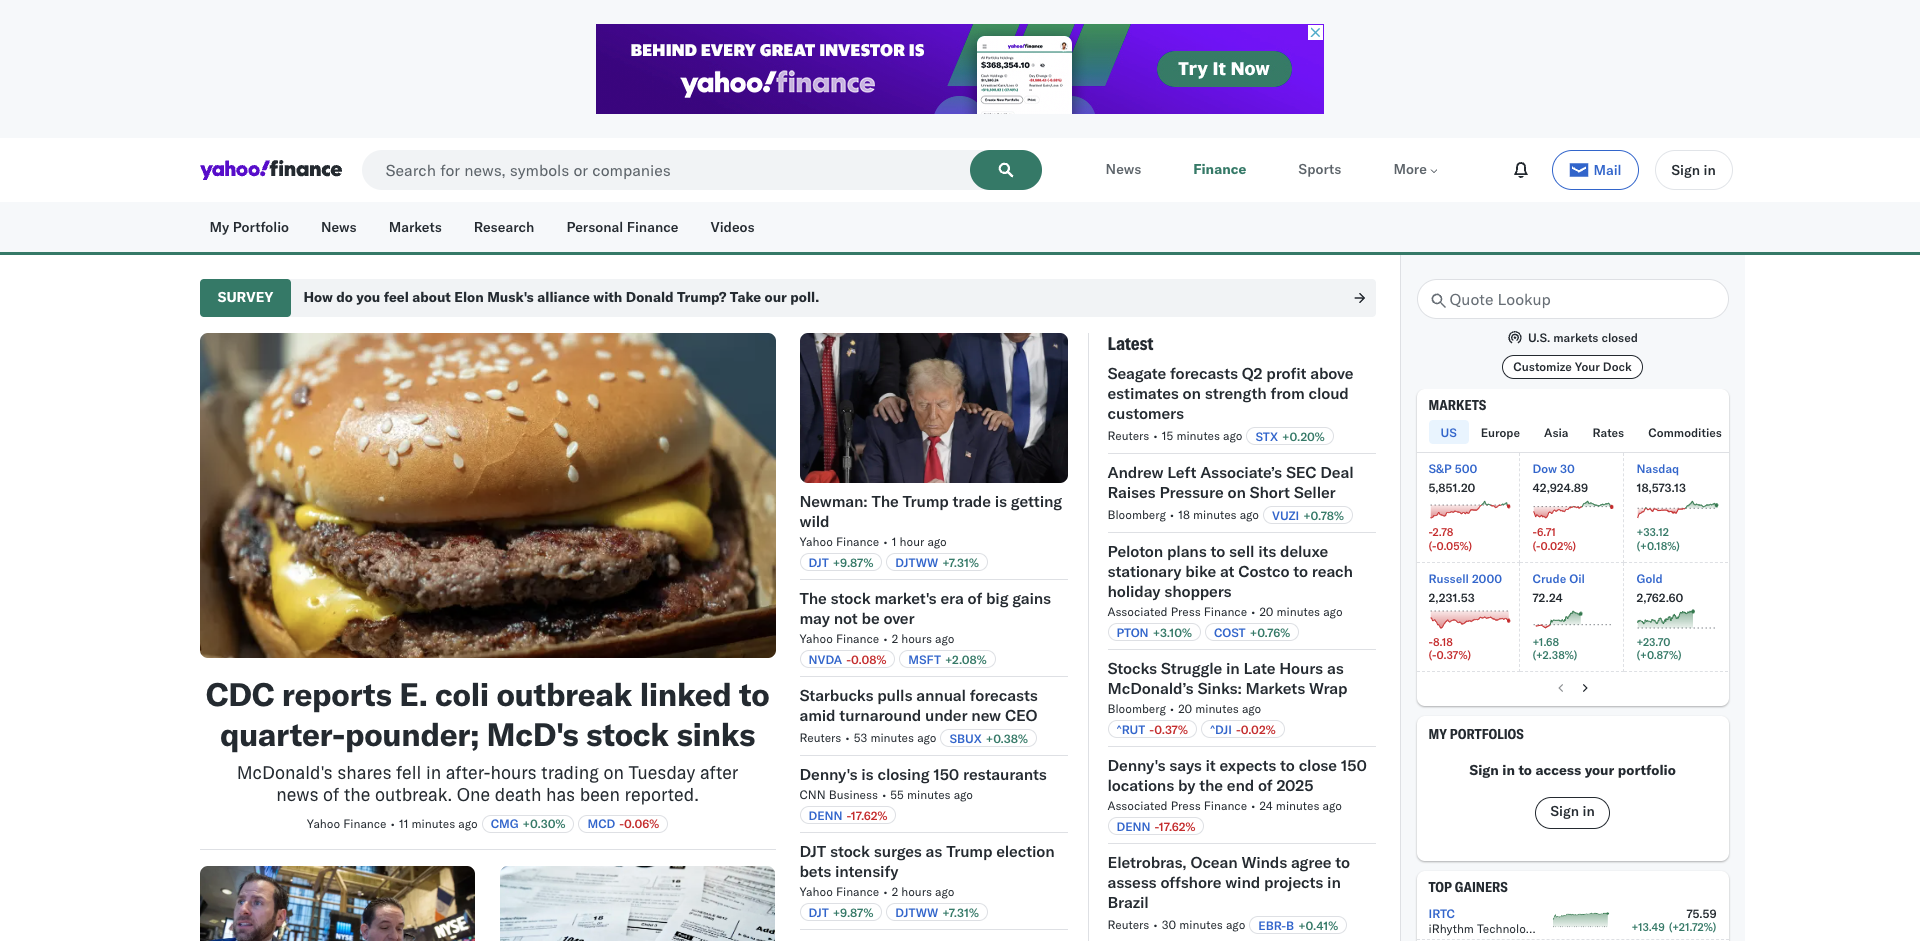 BEHIND EVERY GREAT INVESTOR IS
yahoo!finance
yahoo!finance
$368,354.10
Try It Now
yahoo!finance
Search for news, symbols or companies
News
Finance
Sports
More
Mail
Sign in
My Portfolio
News
Markets
Research
Personal Finance
Videos
SURVEY
How do you feel about Elon Musk's alliance with Donald Trump? Take our poll.
CDC reports E. coli outbreak linked to
quarter-pounder; McD's stock sinks
McDonald's shares fell in after-hours trading on Tuesday after
news of the outbreak. One death has been reported.
Yahoo Finance • 11 minutes ago CMG +0.30% MCD -0.06%
NYSE
NYSE
Newman: The Trump trade is getting
wild
Yahoo Finance • 1 hour ago
DJT +9.87% DJTWW +7.31%
The stock market's era of big gains
may not be over
Yahoo Finance • 2 hours ago
NVDA -0.08% MSFT +2.08%
Starbucks pulls annual forecasts
amid turnaround under new CEO
Reuters • 53 minutes ago SBUX +0.38%
Denny's is closing 150 restaurants
CNN Business • 55 minutes ago
DENN -17.62%
DJT stock surges as Trump election
bets intensify
Yahoo Finance • 2 hours ago
DJT +9.87% DJTWW +7.31%
Latest
Seagate forecasts Q2 profit above
estimates on strength from cloud
customers
Reuters • 15 minutes ago STX +0.20%
Andrew Left Associate's SEC Deal
Raises Pressure on Short Seller
Bloomberg • 18 minutes ago VUZI +0.78%
Peloton plans to sell its deluxe
stationary bike at Costco to reach
holiday shoppers
Associated Press Finance • 20 minutes ago
PTON +3.10% COST +0.76%
Stocks Struggle in Late Hours as
McDonald's Sinks: Markets Wrap
Bloomberg • 20 minutes ago
^RUT -0.37% ^DJI -0.02%
Denny's says it expects to close 150
locations by the end of 2025
Associated Press Finance • 24 minutes ago
DENN -17.62%
Eletrobras, Ocean Winds agree to
assess offshore wind projects in
Brazil
Reuters • 30 minutes ago EBR-B +0.41%
Quote Lookup
U.S. markets closed
Customize Your Dock
MARKETS
US Europe Asia Rates Commodities
S&P 500 Dow 30 Nasdaq
5,851.20 42,924.89 18,573.13
-2.78 -6.71 +33.12
(-0.05%) (-0.02%) (+0.18%)
Russell 2000 Crude Oil Gold
2,231.53 72.24 2,762.60
-8.18 +1.68 +23.70
(-0.37%) (+2.38%) (+0.87%)
MY PORTFOLIOS
Sign in to access your portfolio
Sign in
TOP GAINERS
IRTC 75.59
iRhythm Technolo... +13.49 (+21.72%)